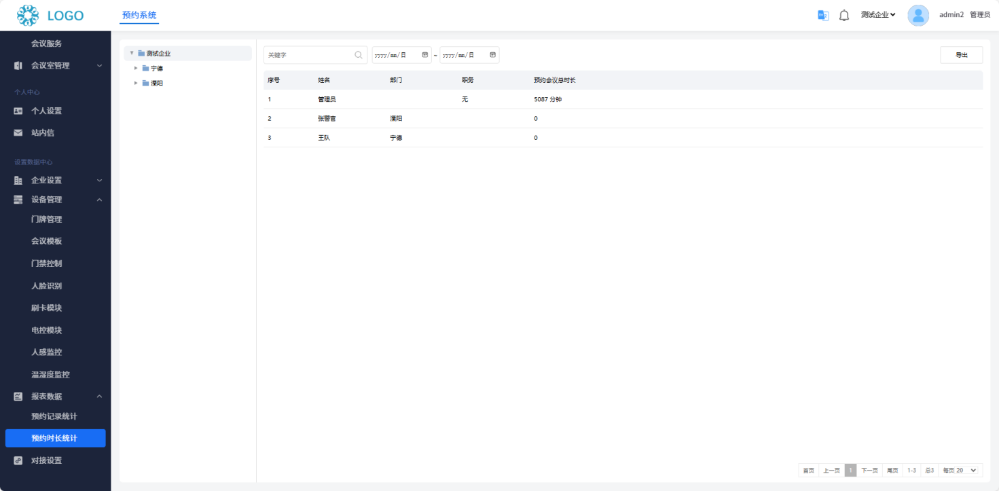 LOGO
预约系统
测试企业
admin2 管理员
会议服务
会议室管理
个人中心
个人设置
站内信
设置数据中心
企业设置
设备管理
门牌管理
会议模板
门禁控制
人脸识别
刷卡模块
电控模块
人感监控
温湿度监控
报表数据
预约记录统计
预约时长统计
对接设置
测试企业
宁德
溧阳
关键字
yyyy/mm/日 ~ yyyy/mm/日
导出
序号 姓名 部门 职务 预约会议总时长
1 管理员 无 5087 分钟
2 张警官 溧阳 0
3 王队 宁德 0
首页 上一页 1 下一页 尾页 1-3 总3 每页 20